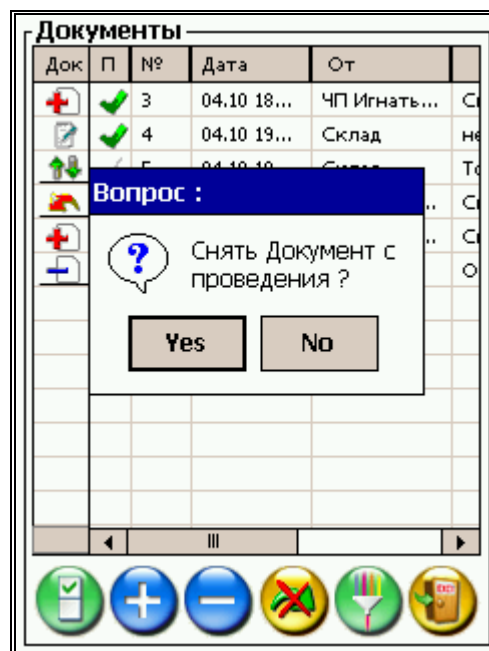 Документы
Док П № Дата От
3 04.10 18... ЧП Игнать...
4 04.10 19... Склад
Вопрос :
Снять Документ с
проведения ?
Yes No